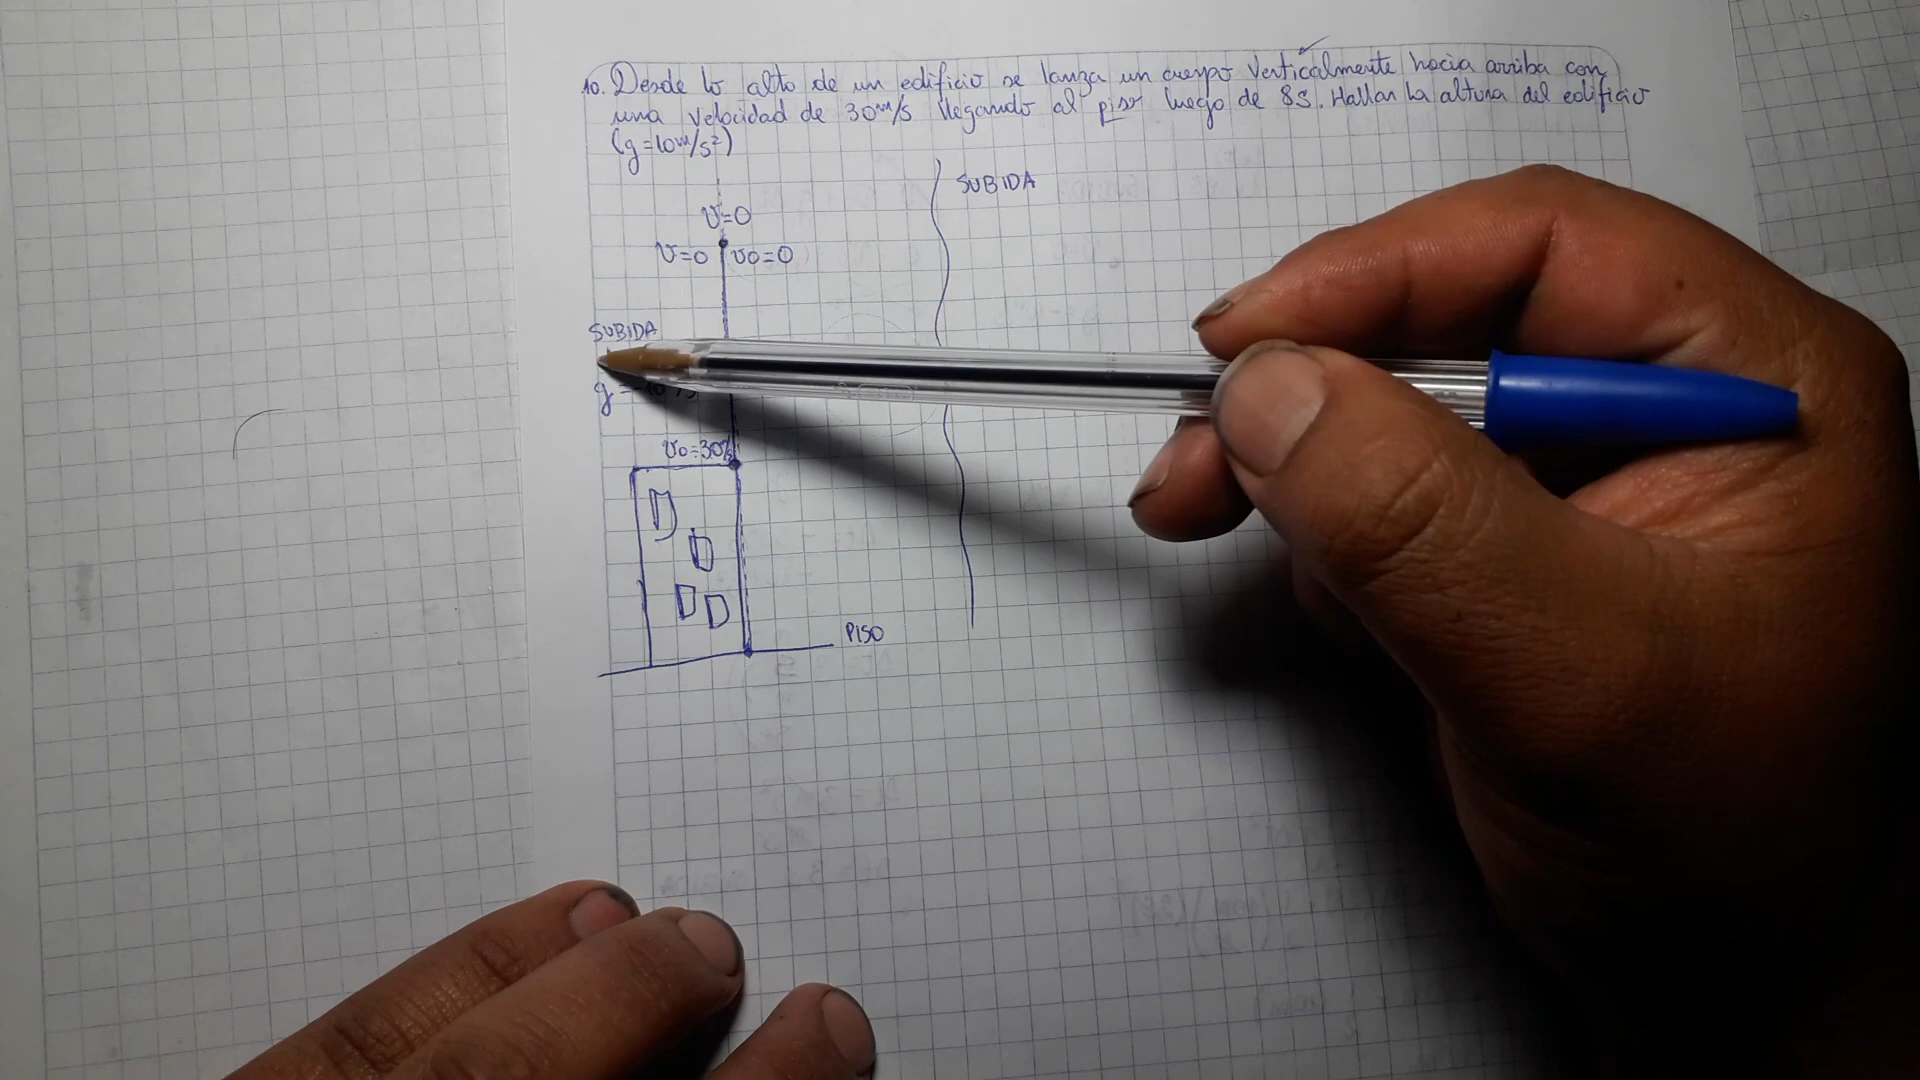 10. Desde lo alto de un edificio se lanza un cuerpo verticalmente hacia arriba con
una velocidad de 30m/s llegando al piso luego de 8s. Hallar la altura del edificio
(g=10m/s²)
SUBIDA
v=0
v=0 vo=0
SUBIDA
g=
vo=30m/s
PISO